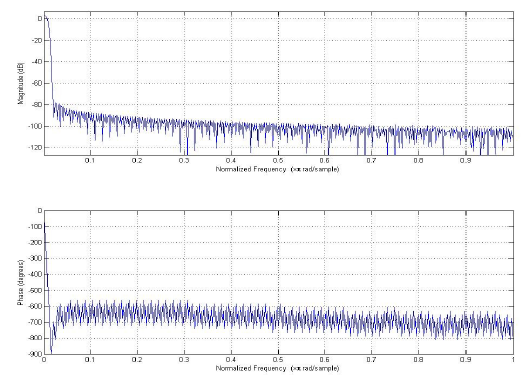 0
-20
-40
-60
-80
-100
-120
Magnitude (dB)
0.1 0.2 0.3 0.4 0.5 0.6 0.7 0.8 0.9 1
Normalized Frequency (×π rad/sample)
0
-100
-200
-300
-400
-500
-600
-700
-800
-900
Phase (degrees)
0 0.1 0.2 0.3 0.4 0.5 0.6 0.7 0.8 0.9 1
Normalized Frequency (×π rad/sample)